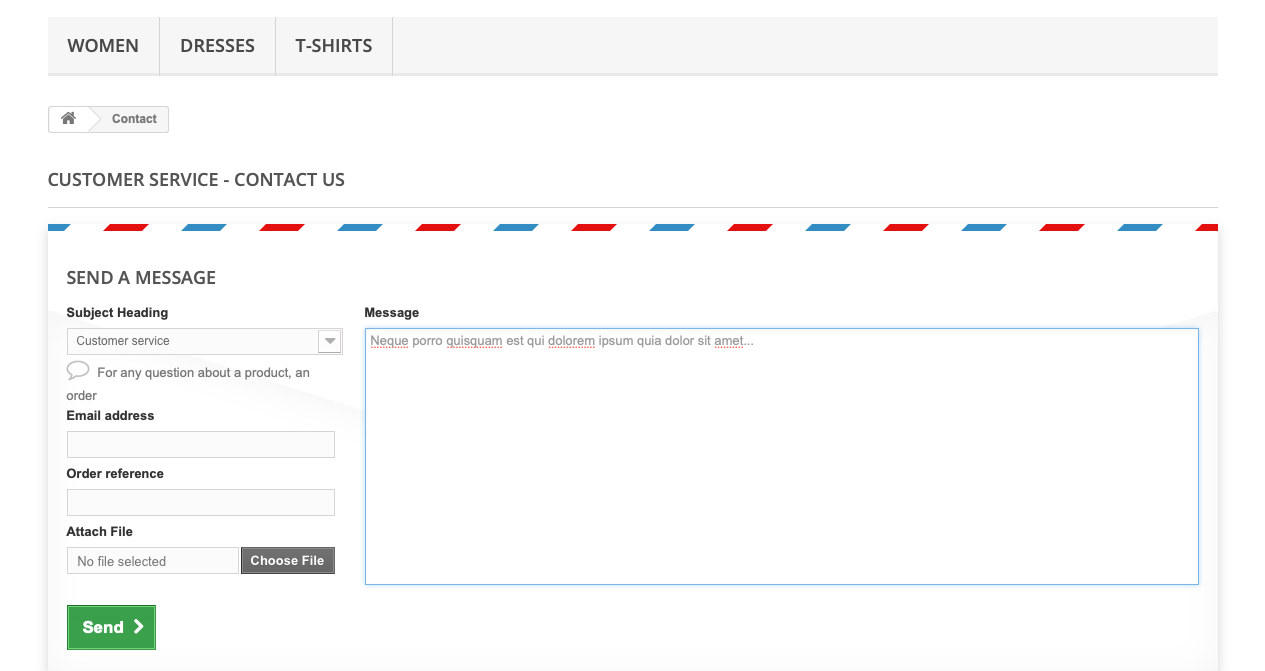 WOMEN DRESSES T-SHIRTS
Contact
CUSTOMER SERVICE - CONTACT US
SEND A MESSAGE
Subject Heading
Customer service
For any question about a product, an
order
Email address
Order reference
Attach File
No file selected Choose File
Send
Message
Neque porro quisquam est qui dolorem ipsum quia dolor sit amet...